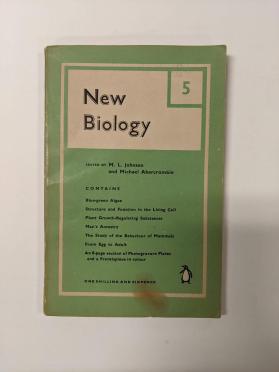 5
New
Biology
EDITED BY M. L. Johnson
and Michael Abercrombie
CONTAINS
Blue-green Algae
Structure and Function in the Living Cell
Plant Growth-Regulating Substances
Man's Ancestry
The Study of the Behaviour of Mammals
From Egg to Adult
An 8-page section of Photogravure Plates
and a Frontispiece in colour
ONE SHILLING AND SIXPENCE